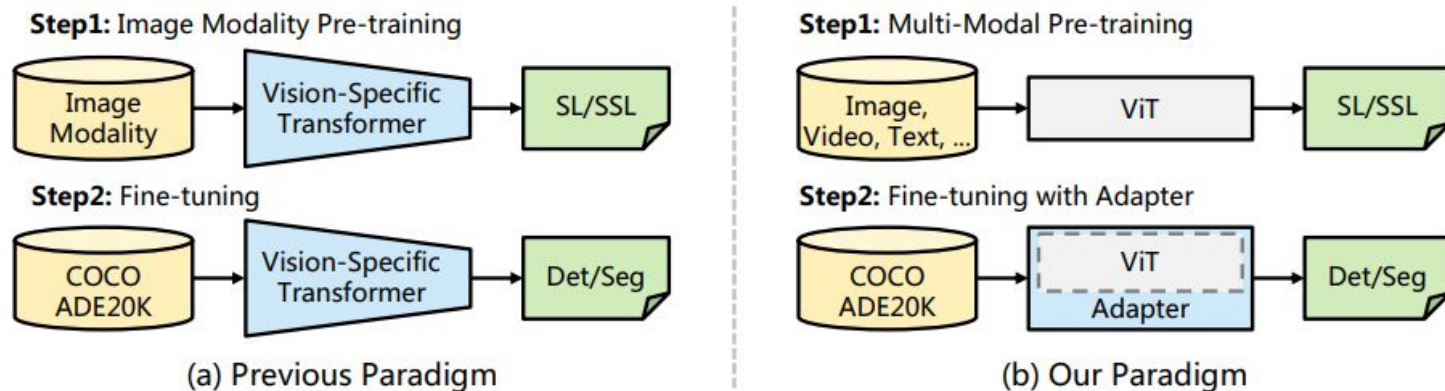 Step1: Image Modality Pre-training
Image
Modality
Vision-Specific
Transformer
SL/SSL
Step2: Fine-tuning
COCO
ADE20K
Vision-Specific
Transformer
Det/Seg
(a) Previous Paradigm
Step1: Multi-Modal Pre-training
Image,
Video, Text, ...
ViT
SL/SSL
Step2: Fine-tuning with Adapter
COCO
ADE20K
ViT
Adapter
Det/Seg
(b) Our Paradigm